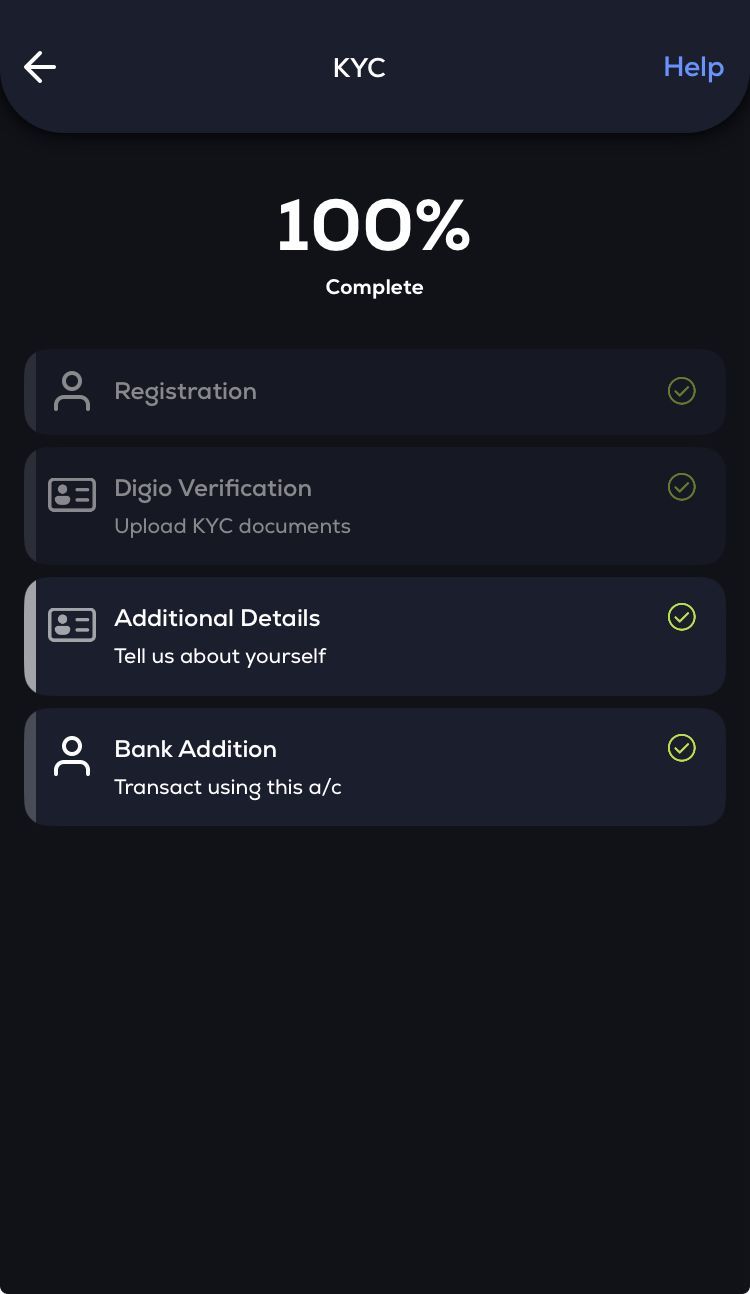 KYC
Help
100%
Complete
Registration
Digio Verification
Upload KYC documents
Additional Details
Tell us about yourself
Bank Addition
Transact using this a/c